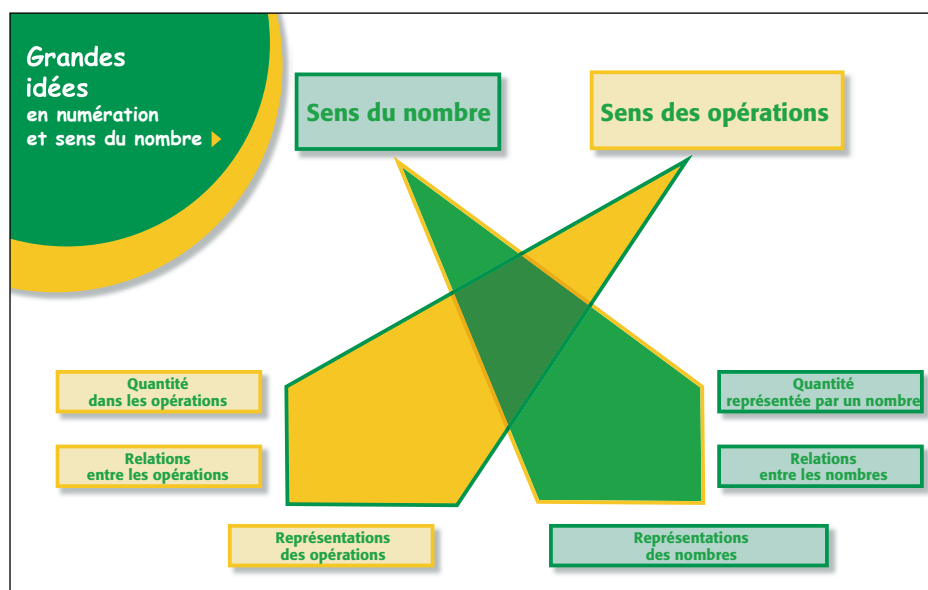 Grandes
idées
en numération
et sens du nombre
Sens du nombre
Sens des opérations
Quantité
dans les opérations
Quantité
représentée par un nombre
Relations
entre les opérations
Relations
entre les nombres
Représentations
des opérations
Représentations
des nombres